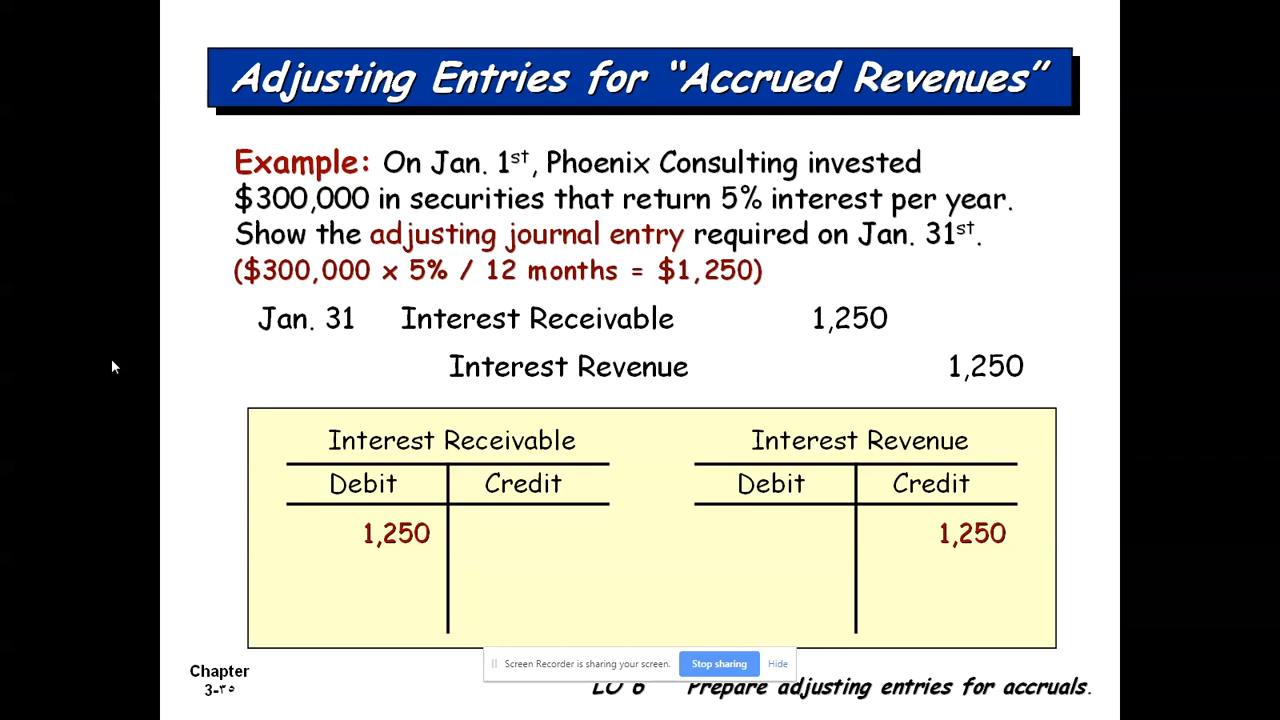 Adjusting Entries for “Accrued Revenues”
Example: On Jan. 1st, Phoenix Consulting invested
$300,000 in securities that return 5% interest per year.
Show the adjusting journal entry required on Jan. 31st.
($300,000 x 5% / 12 months = $1,250)
Jan. 31 Interest Receivable 1,250
Interest Revenue 1,250
Interest Receivable Interest Revenue
Debit Credit Debit Credit
1,250 1,250
Screen Recorder is sharing your screen. Stop sharing Hide
Chapter
3-٣٥
LO 6 Prepare adjusting entries for accruals.